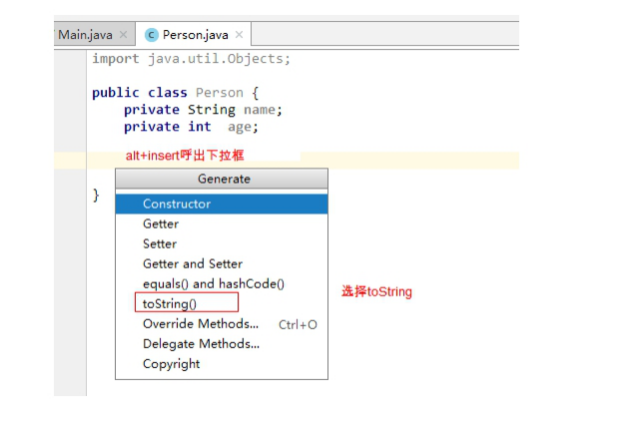 Main.java × C Person.java ×
import java.util.Objects;
public class Person {
private String name;
private int age;
alt+insert呼出下拉框
Generate
}
Constructor
Getter
Setter
Getter and Setter
equals() and hashCode()
选择toString
toString()
Override Methods... Ctrl+O
Delegate Methods...
Copyright